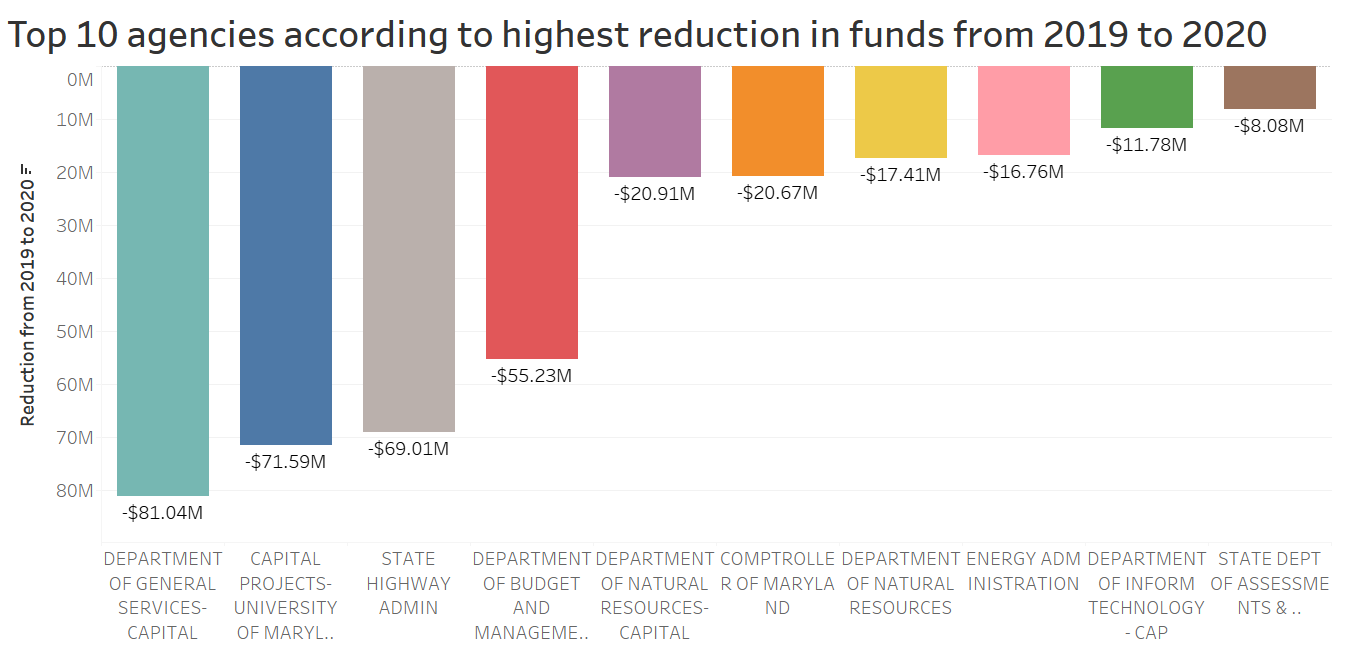 Top 10 agencies according to highest reduction in funds from 2019 to 2020
Reduction from 2019 to 2020
0M
10M
20M
30M
40M
50M
60M
70M
80M
-$81.04M
-$71.59M
-$69.01M
-$55.23M
-$20.91M
-$20.67M
-$17.41M
-$16.76M
-$11.78M
-$8.08M
DEPARTMENT
OF GENERAL
SERVICES-
CAPITAL
CAPITAL
PROJECTS-
UNIVERSITY
OF MARYL..
STATE
HIGHWAY
ADMIN
DEPARTMENT
OF BUDGET
AND
MANAGEME..
DEPARTMENT
OF NATURAL
RESOURCES-
CAPITAL
COMPTROLLE
R OF MARYLA
ND
DEPARTMENT
OF NATURAL
RESOURCES
ENERGY ADM
INISTRATION
DEPARTMENT
OF INFORM
TECHNOLOGY
- CAP
STATE DEPT
OF ASSESSME
NTS & ..